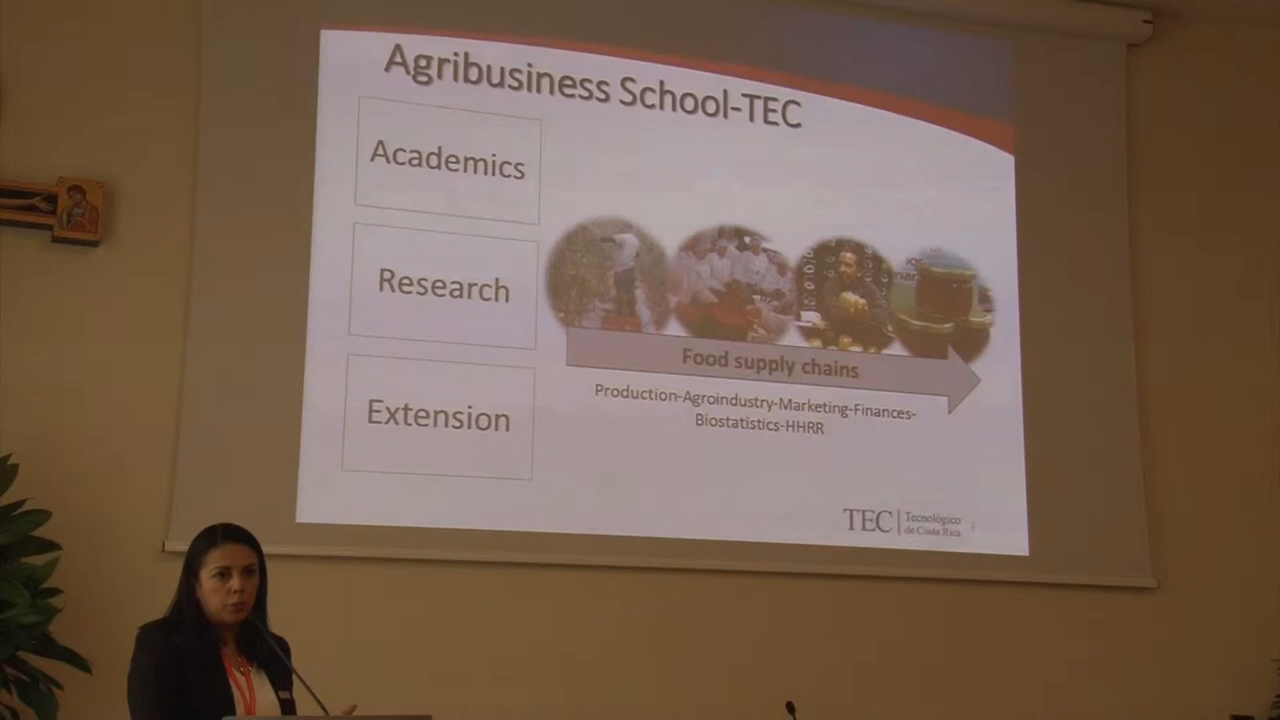 Agribusiness School-TEC
Academics
Research
Extension
Food supply chains
Production-Agroindustry-Marketing-Finances-
Biostatistics-HHRR
TEC
Tecnológico
de Costa Rica